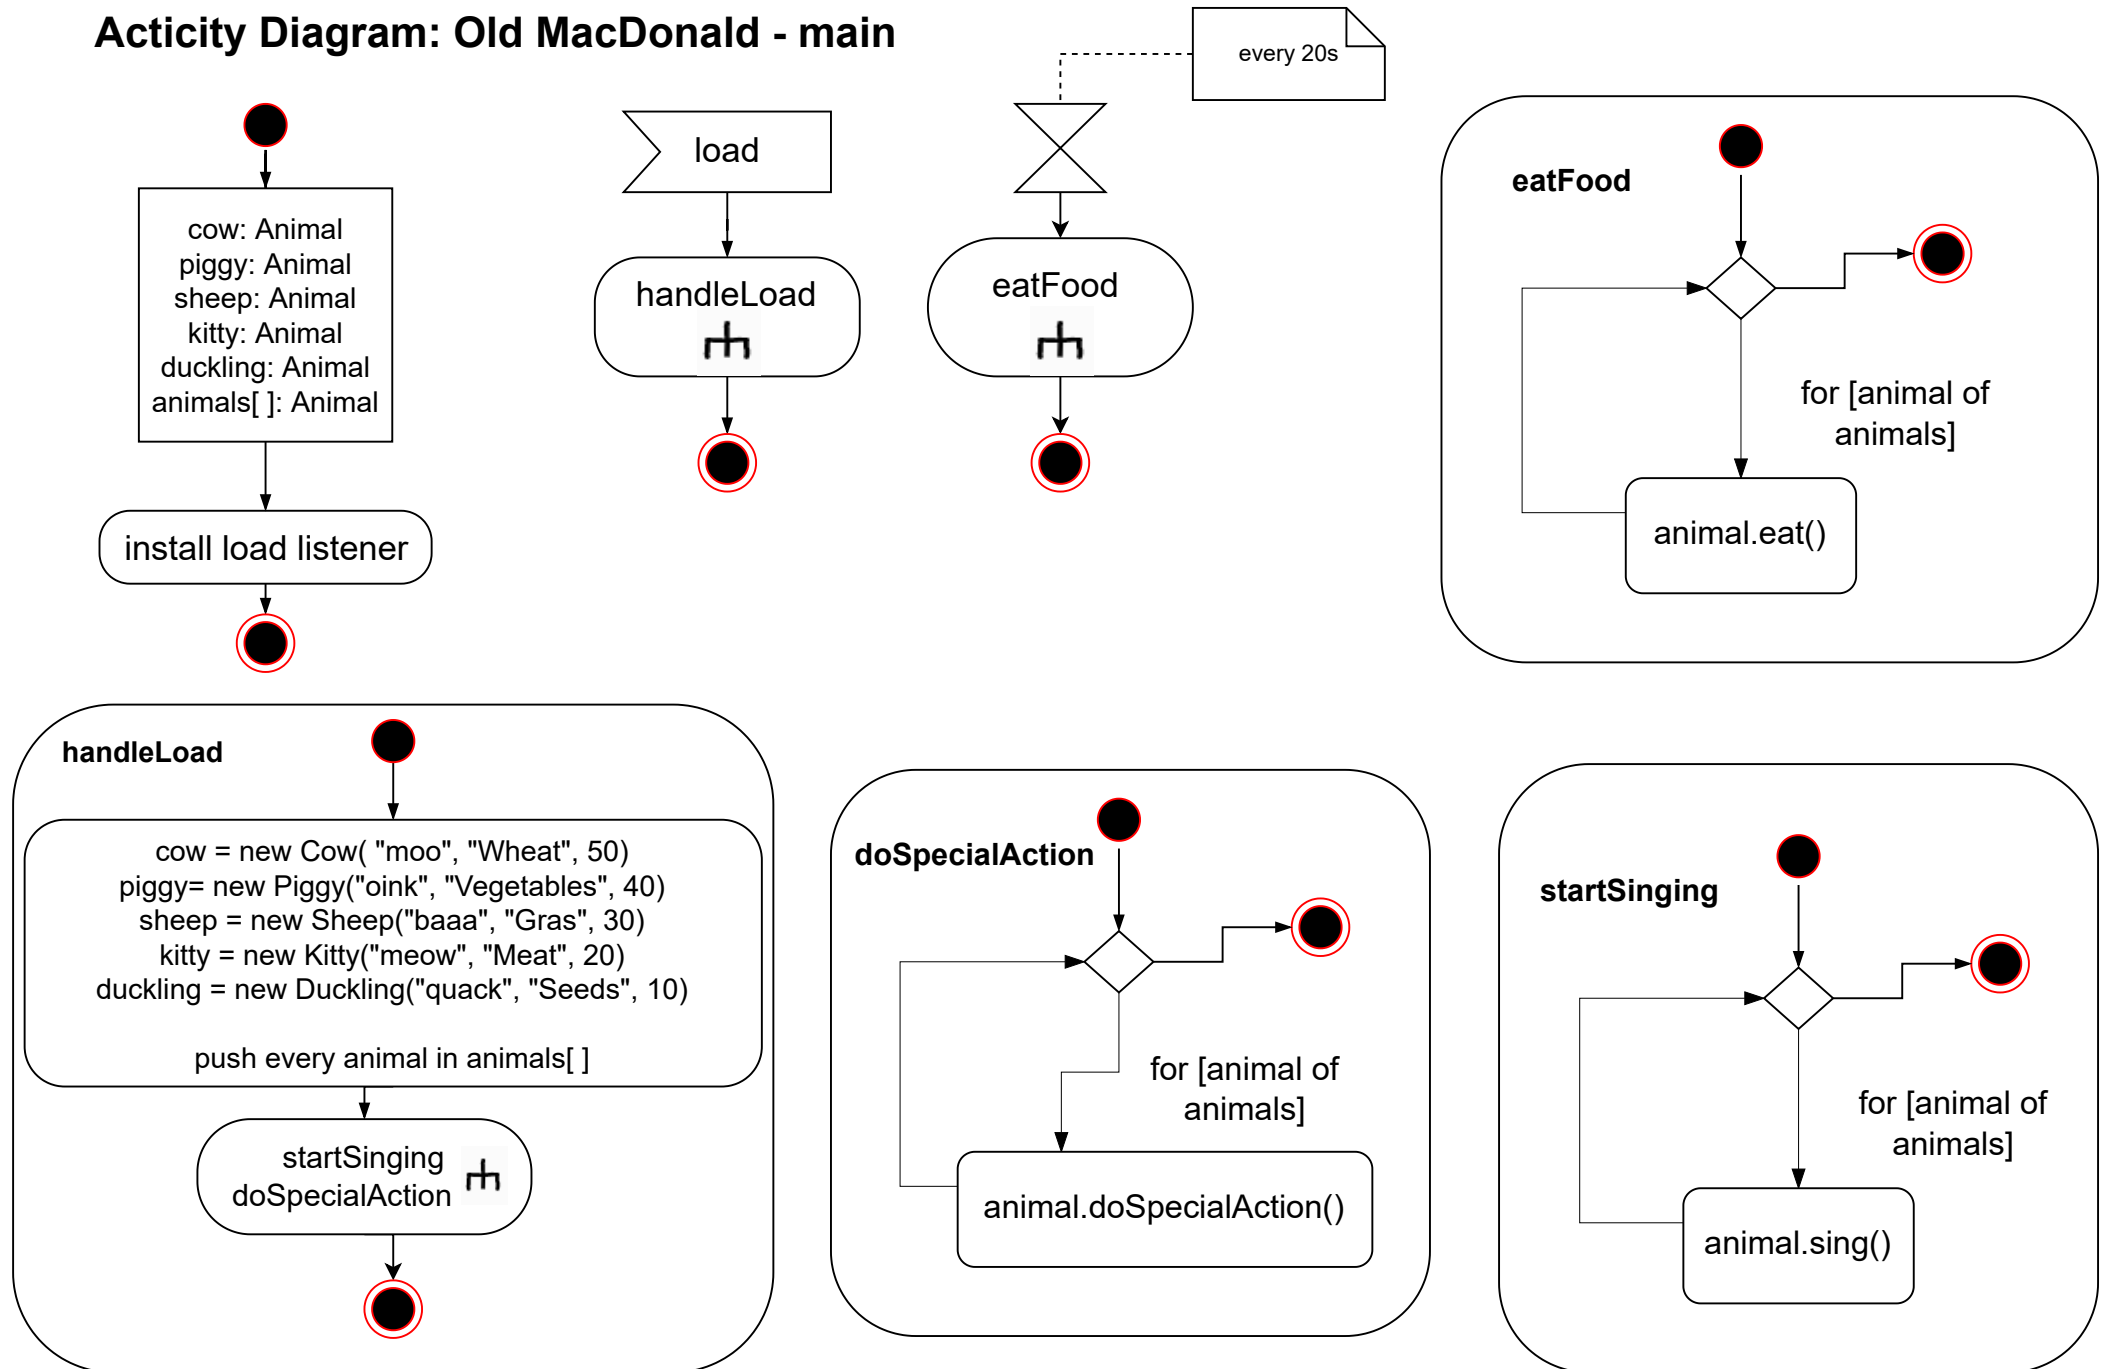 Acticity Diagram: Old MacDonald - main
every 20s
cow: Animal
piggy: Animal
sheep: Animal
kitty: Animal
duckling: Animal
animals[ ]: Animal
install load listener
load
handleLoad
eatFood
eatFood
for [animal of
animals]
animal.eat()
handleLoad
cow = new Cow( "moo", "Wheat", 50)
piggy= new Piggy("oink", "Vegetables", 40)
sheep = new Sheep("baaa", "Gras", 30)
kitty = new Kitty("meow", "Meat", 20)
duckling = new Duckling("quack", "Seeds", 10)
push every animal in animals[ ]
startSinging
doSpecialAction
doSpecialAction
for [animal of
animals]
animal.doSpecialAction()
startSinging
for [animal of
animals]
animal.sing()